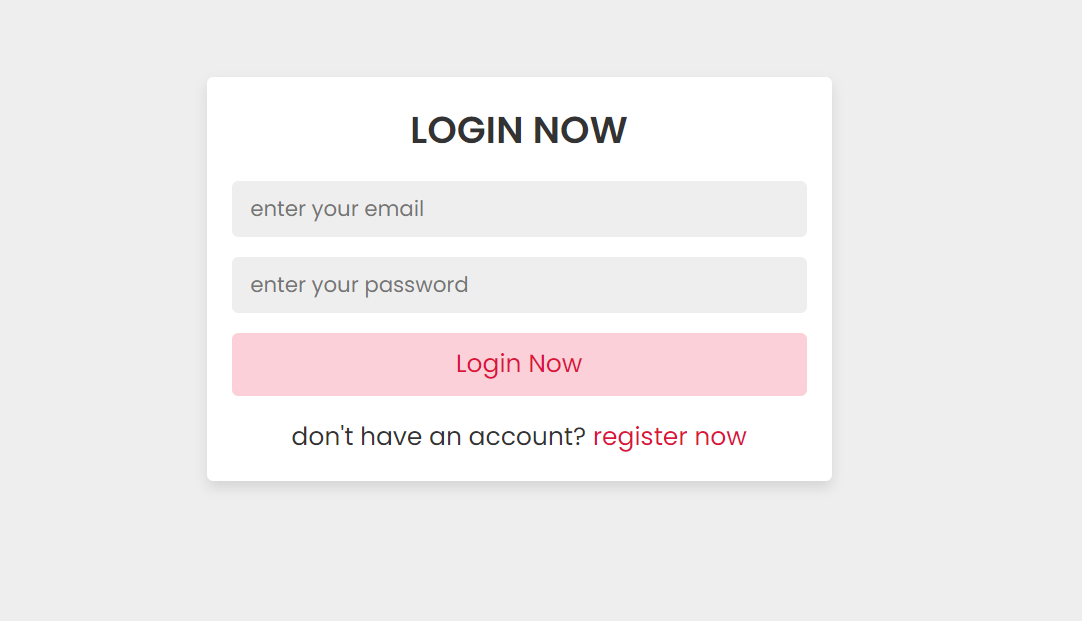 LOGIN NOW
enter your email
enter your password
Login Now
don't have an account? register now